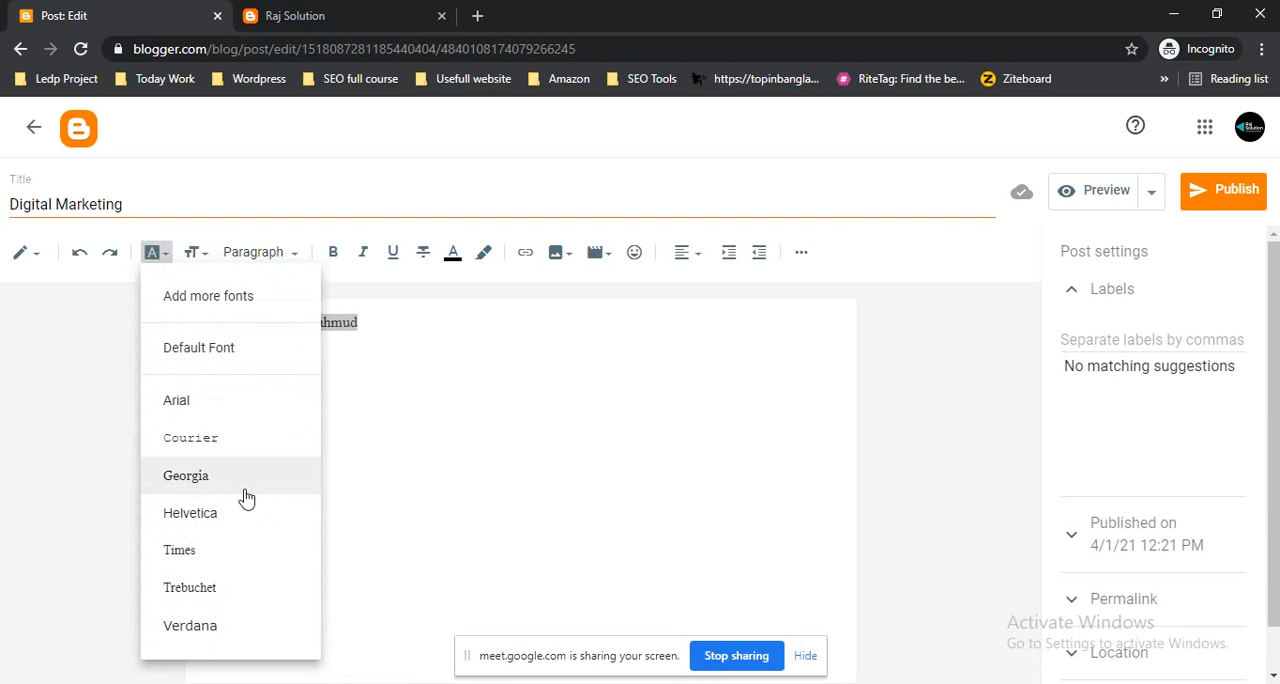 Post: Edit
Raj Solution
blogger.com/blog/post/edit/1518087281185440404/4840108174079266245
Incognito
Ledp Project
Today Work
Wordpress
SEO full course
Usefull website
Amazon
SEO Tools
https://topinbangla...
RiteTag: Find the be...
Ziteboard
»
Reading list
Title
Digital Marketing
Preview
Publish
Paragraph
B
I
U
Post settings
Labels
Separate labels by commas
No matching suggestions
Published on
4/1/21 12:21 PM
Permalink
Location
Add more fonts
Default Font
Arial
Courier
Georgia
Helvetica
Times
Trebuchet
Verdana
hmud
meet.google.com is sharing your screen.
Stop sharing
Hide
Activate Windows
Go to Settings to activate Windows.